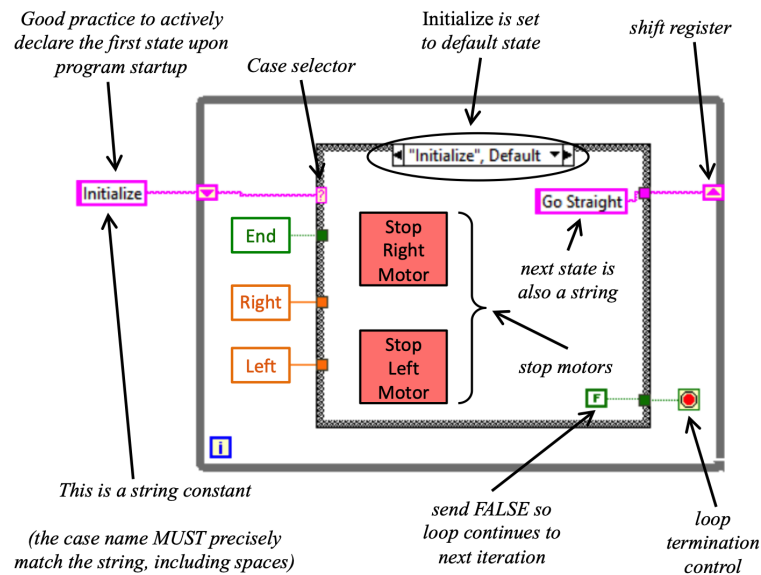 Good practice to actively
declare the first state upon
program startup
Case selector
Initialize is set
to default state
shift register
"Initialize", Default
Initialize
?
Go Straight
End
Stop
Right
Motor
next state is
also a string
Right
Left
Stop
Left
Motor
stop motors
F
i
This is a string constant
(the case name MUST precisely
match the string, including spaces)
send FALSE so
loop continues to
next iteration
loop
termination
control